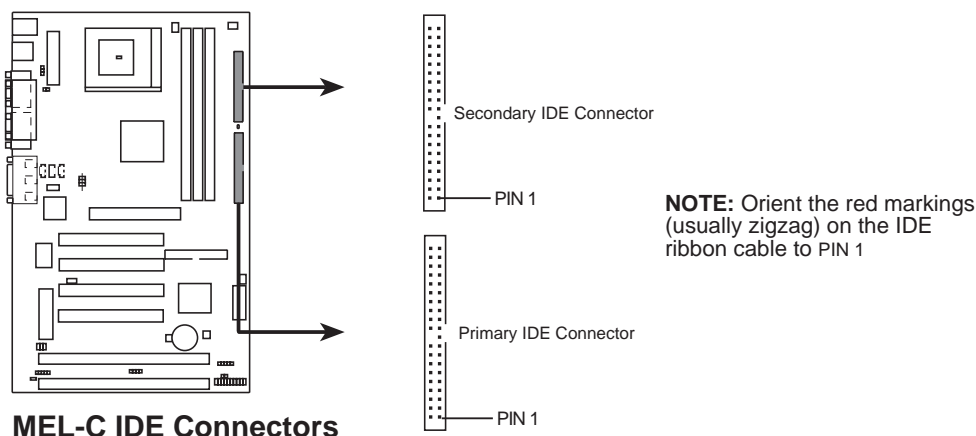 Secondary IDE Connector
PIN 1
NOTE: Orient the red markings
(usually zigzag) on the IDE
ribbon cable to PIN 1
Primary IDE Connector
PIN 1
MEL-C IDE Connectors